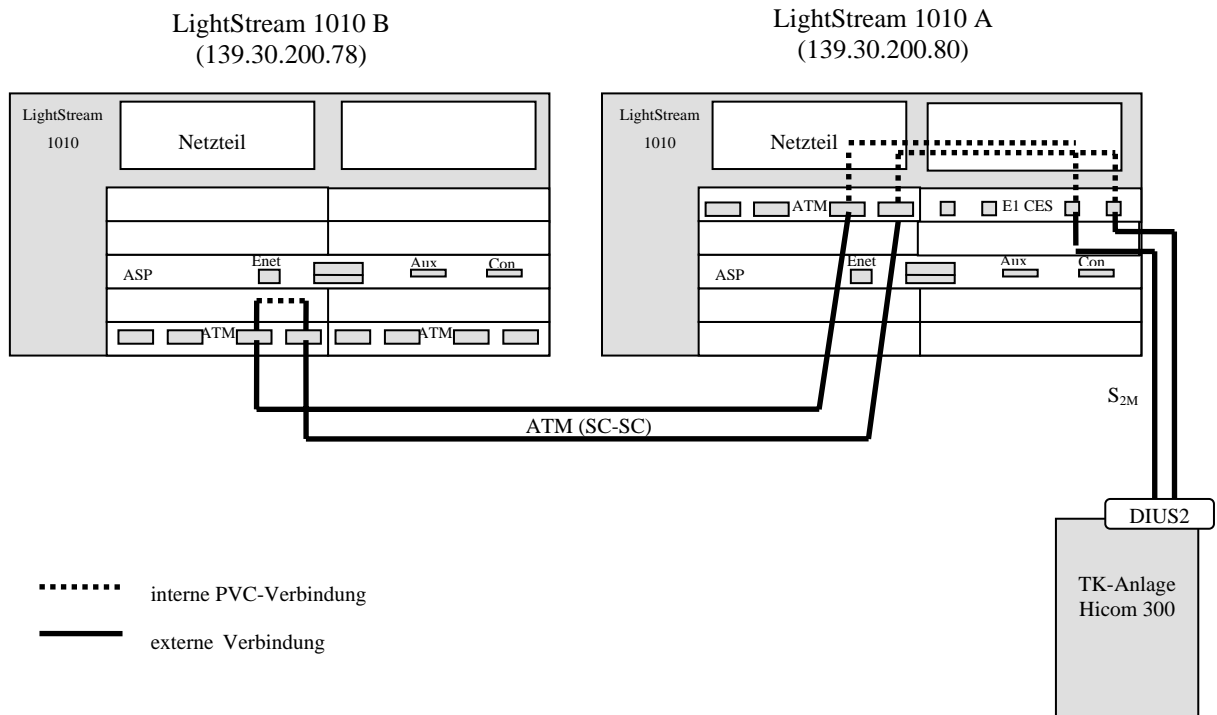 LightStream 1010 B
(139.30.200.78)
LightStream 1010 A
(139.30.200.80)
LightStream
1010
Netzteil
LightStream
1010
Netzteil
ATM
E1 CES
ASP
Enet
Aux
Con
ASP
Enet
Aux
Con
ATM
ATM
ATM (SC-SC)
S2M
DIUS2
TK-Anlage
Hicom 300
interne PVC-Verbindung
externe Verbindung